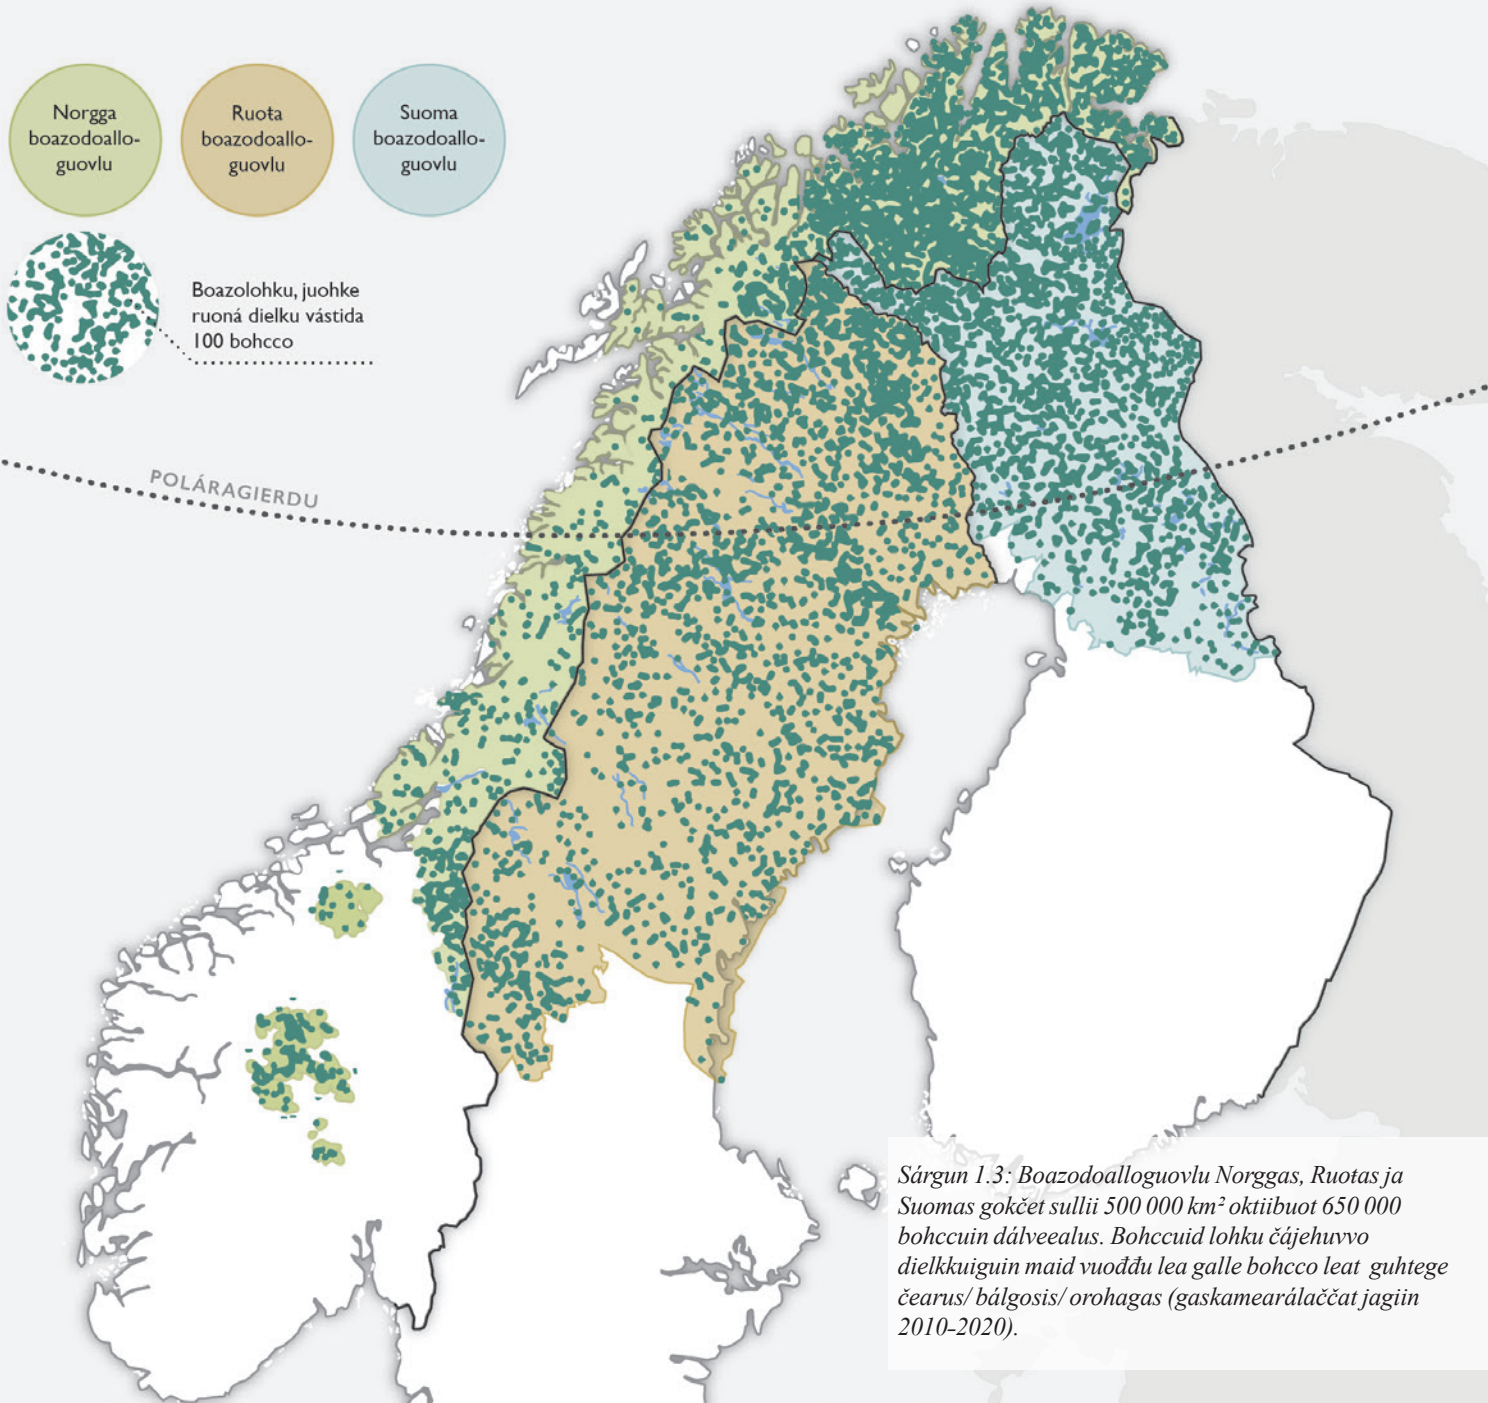 Norgga
boazodoallo-
guovlu
Ruoŧa
boazodoallo-
guovlu
Suoma
boazodoallo-
guovlu
Boazolohku, juohke
ruoná dielku vástida
100 bohcco
POLÁRAGIERDU
Sárgun 1.3: Boazodoalloguovlu Norggas, Ruoŧas ja
Suomas gokčet sullii 500 000 km² oktiibuot 650 000
bohccuin dálveealus. Bohccuid lohku čájehuvvo
dielkkuiguin maid vuođđu lea galle bohcco leat guhtege
čearus/ bálgosis/ orohagas (gaskamearálaččat jagiin
2010-2020).